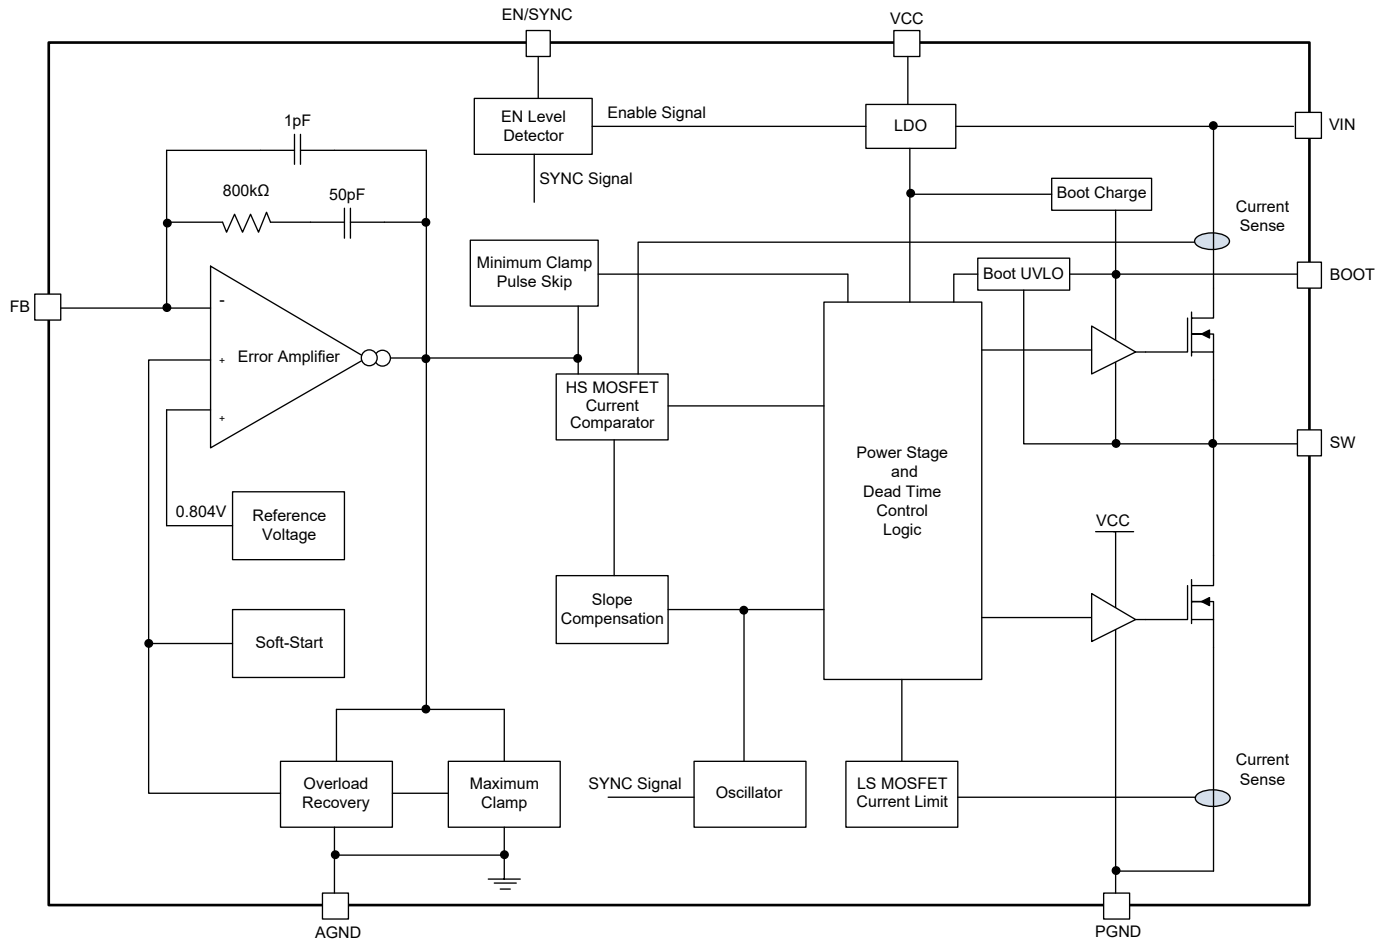 EN/SYNC
VCC
EN Level
Detector
Enable Signal
LDO
VIN
SYNC Signal
1pF
800kΩ
50pF
Boot Charge
Current
Sense
Minimum Clamp
Pulse Skip
Boot UVLO
BOOT
FB
-
+
+
Error Amplifier
HS MOSFET
Current
Comparator
SW
Power Stage
and
Dead Time
Control
Logic
0.804V
Reference
Voltage
VCC
Slope
Compensation
Soft-Start
Overload
Recovery
Maximum
Clamp
SYNC Signal
Oscillator
LS MOSFET
Current Limit
Current
Sense
AGND
PGND